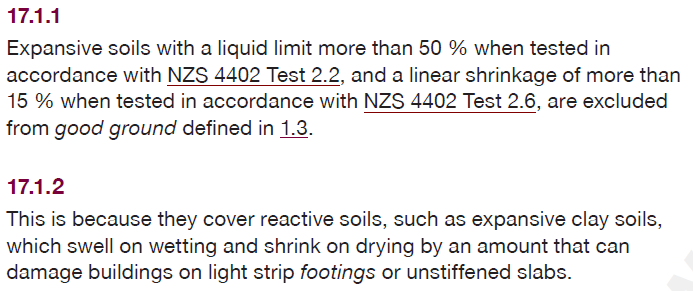 17.1.1
Expansive soils with a liquid limit more than 50 % when tested in
accordance with NZS 4402 Test 2.2, and a linear shrinkage of more than
15 % when tested in accordance with NZS 4402 Test 2.6, are excluded
from good ground defined in 1.3.
17.1.2
This is because they cover reactive soils, such as expansive clay soils,
which swell on wetting and shrink on drying by an amount that can
damage buildings on light strip footings or unstiffened slabs.